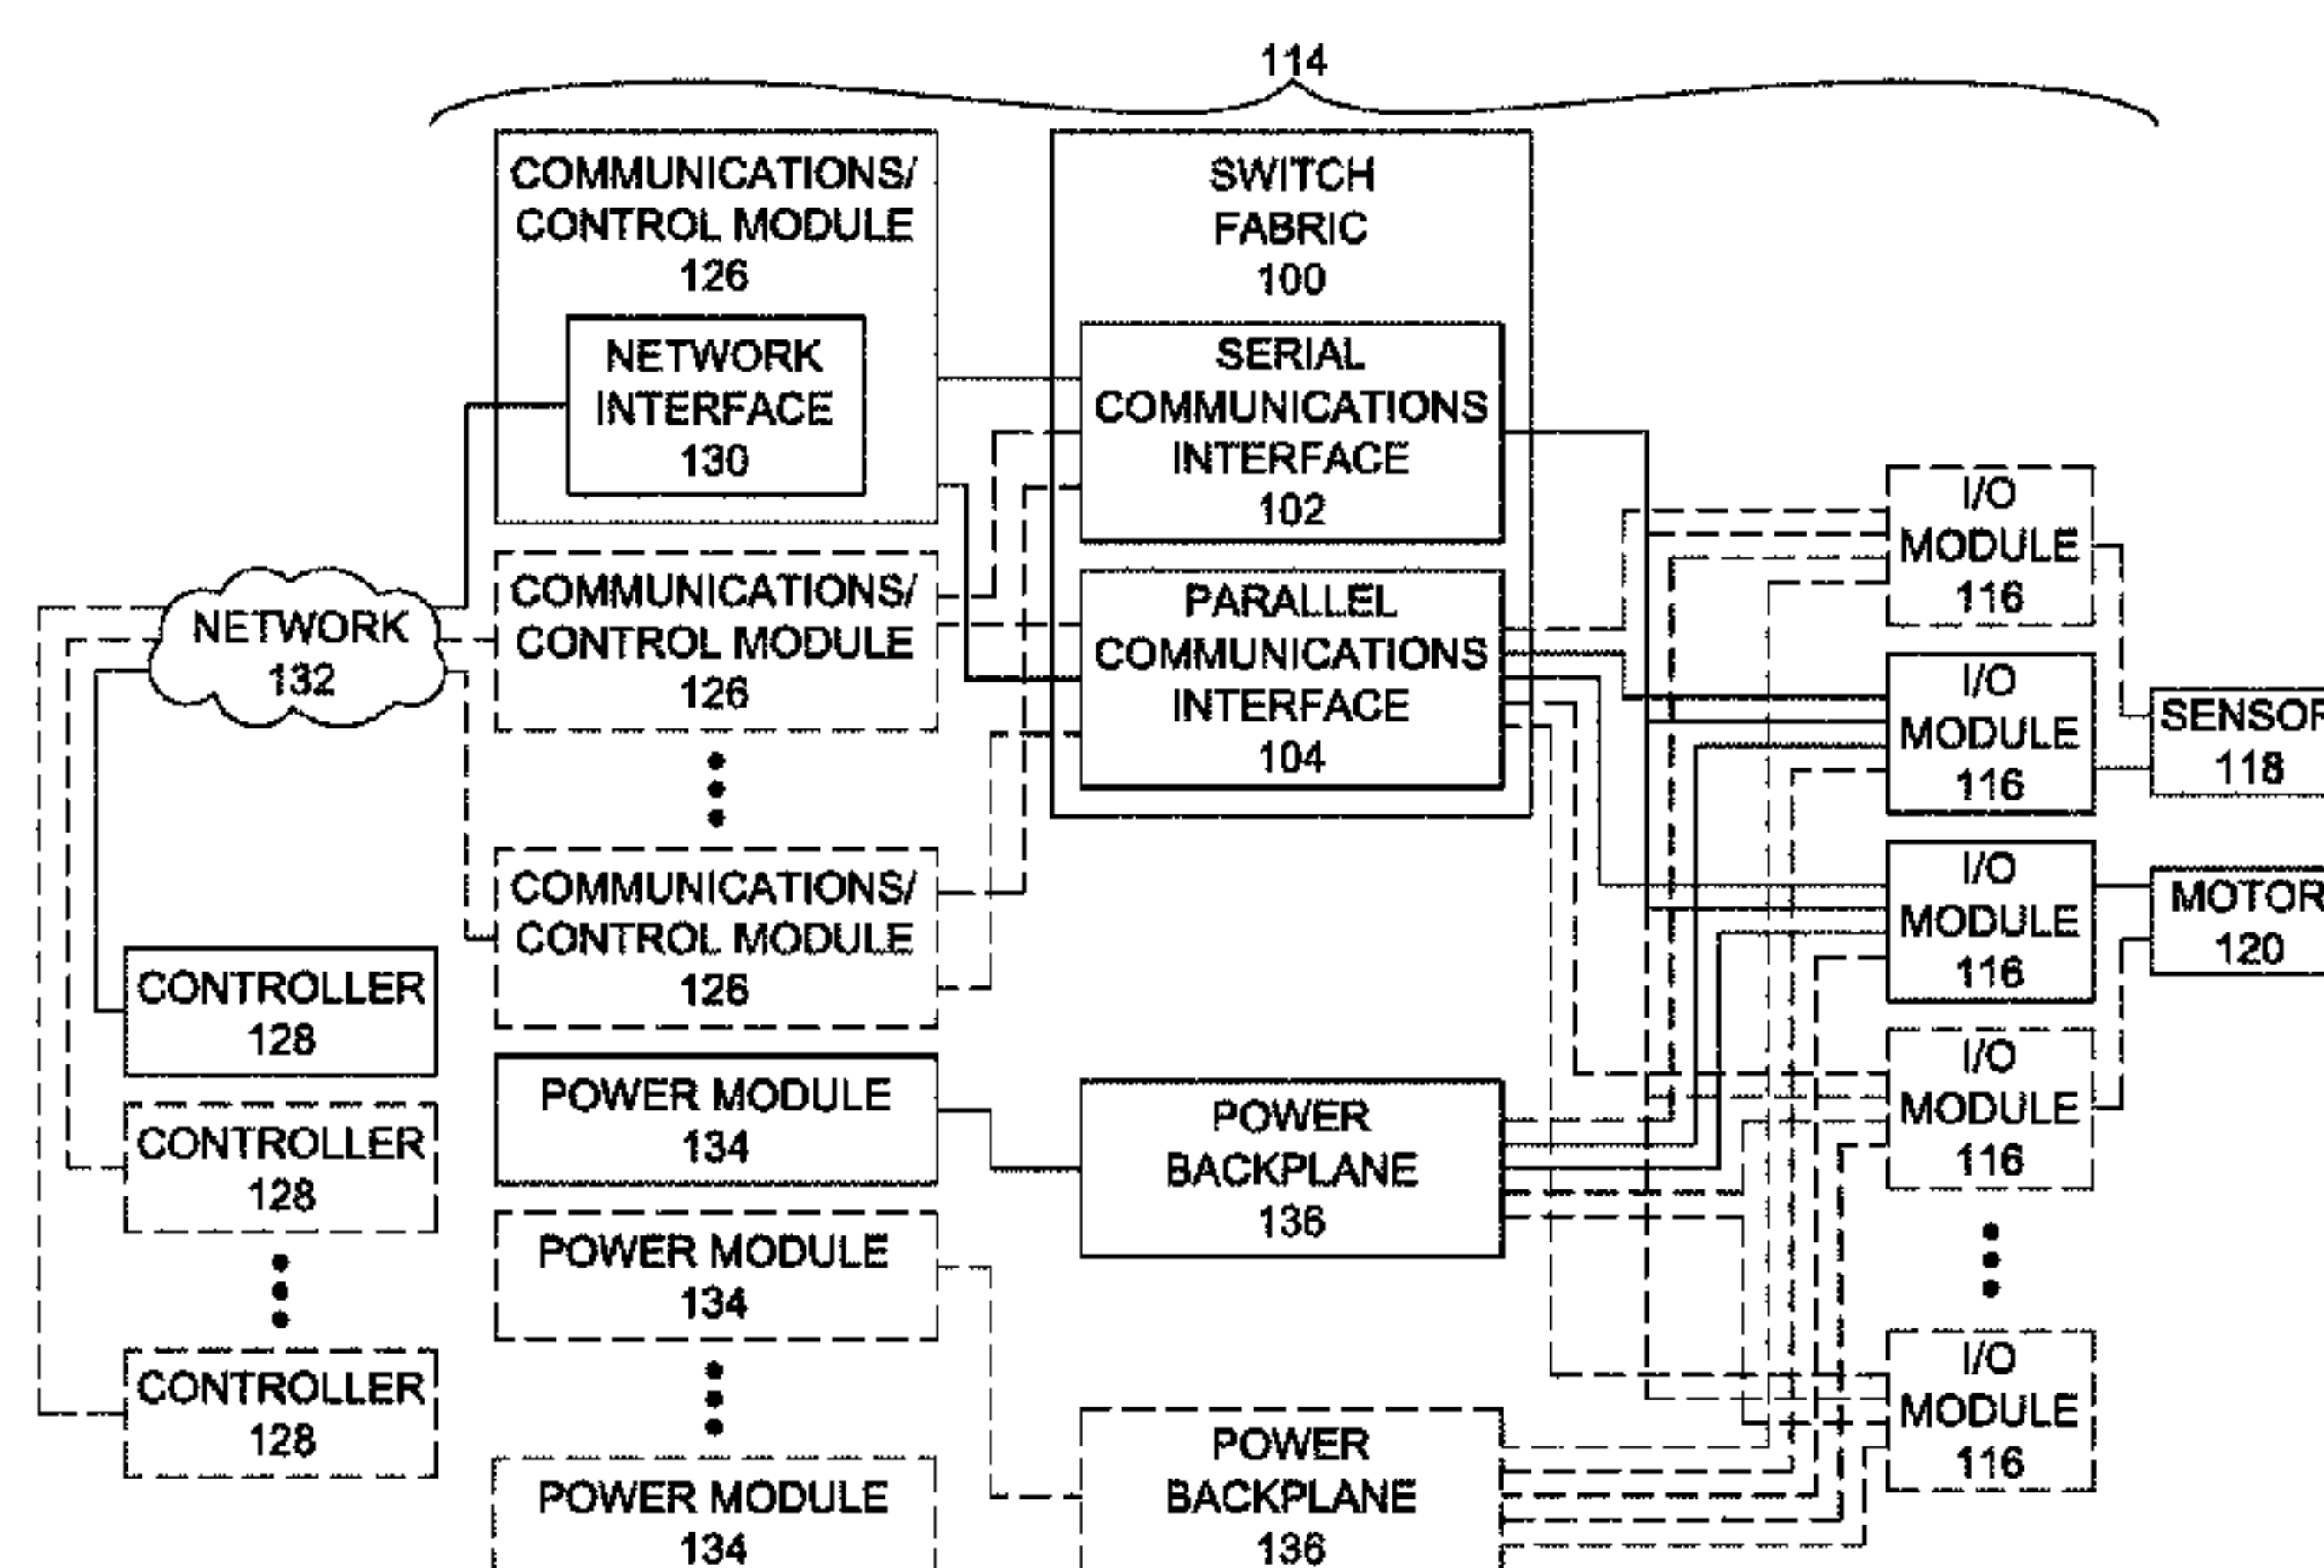 114
COMMUNICATIONS/
CONTROL MODULE
126
NETWORK
INTERFACE
130
SWITCH
FABRIC
100
SERIAL
COMMUNICATIONS
INTERFACE
102
PARALLEL
COMMUNICATIONS
INTERFACE
104
NETWORK
132
COMMUNICATIONS/
CONTROL MODULE
126
COMMUNICATIONS/
CONTROL MODULE
126
CONTROLLER
128
CONTROLLER
128
CONTROLLER
128
POWER MODULE
134
POWER MODULE
134
POWER MODULE
134
POWER
BACKPLANE
136
POWER
BACKPLANE
136
I/O
MODULE
116
I/O
MODULE
116
I/O
MODULE
116
I/O
MODULE
116
I/O
MODULE
116
SENSOR
118
MOTOR
120